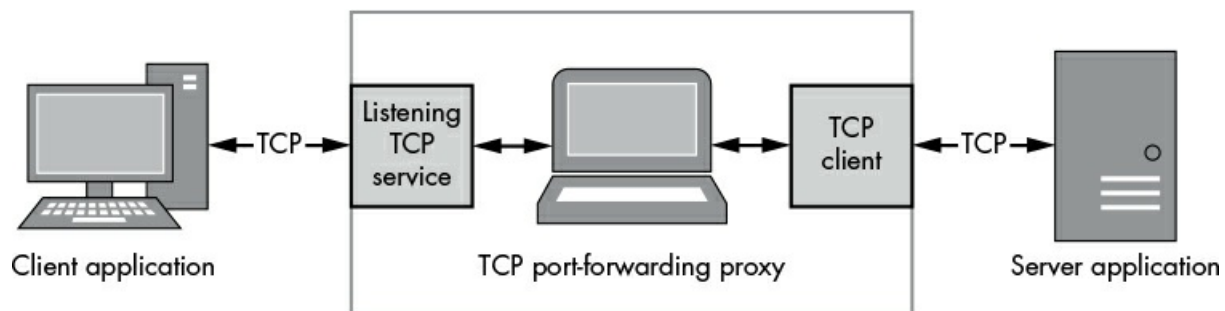 TCP
Listening
TCP
service
TCP
client
TCP
Client application
TCP port-forwarding proxy
Server application